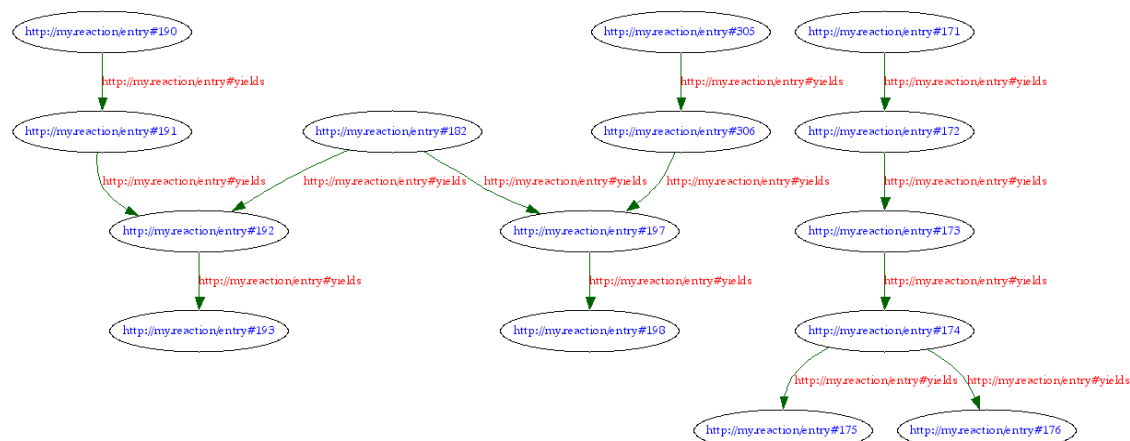 http://my.reaction/entry#190
http://my.reaction/entry#305
http://my.reaction/entry#171
http://my.reaction/entry#yields
http://my.reaction/entry#yields
http://my.reaction/entry#yields
http://my.reaction/entry#191
http://my.reaction/entry#182
http://my.reaction/entry#306
http://my.reaction/entry#172
http://my.reaction/entry#yields
http://my.reaction/entry#yields
http://my.reaction/entry#yields
http://my.reaction/entry#yields
http://my.reaction/entry#yields
http://my.reaction/entry#192
http://my.reaction/entry#197
http://my.reaction/entry#173
http://my.reaction/entry#yields
http://my.reaction/entry#yields
http://my.reaction/entry#yields
http://my.reaction/entry#193
http://my.reaction/entry#198
http://my.reaction/entry#174
http://my.reaction/entry#yields
http://my.reaction/entry#yields
http://my.reaction/entry#175
http://my.reaction/entry#176